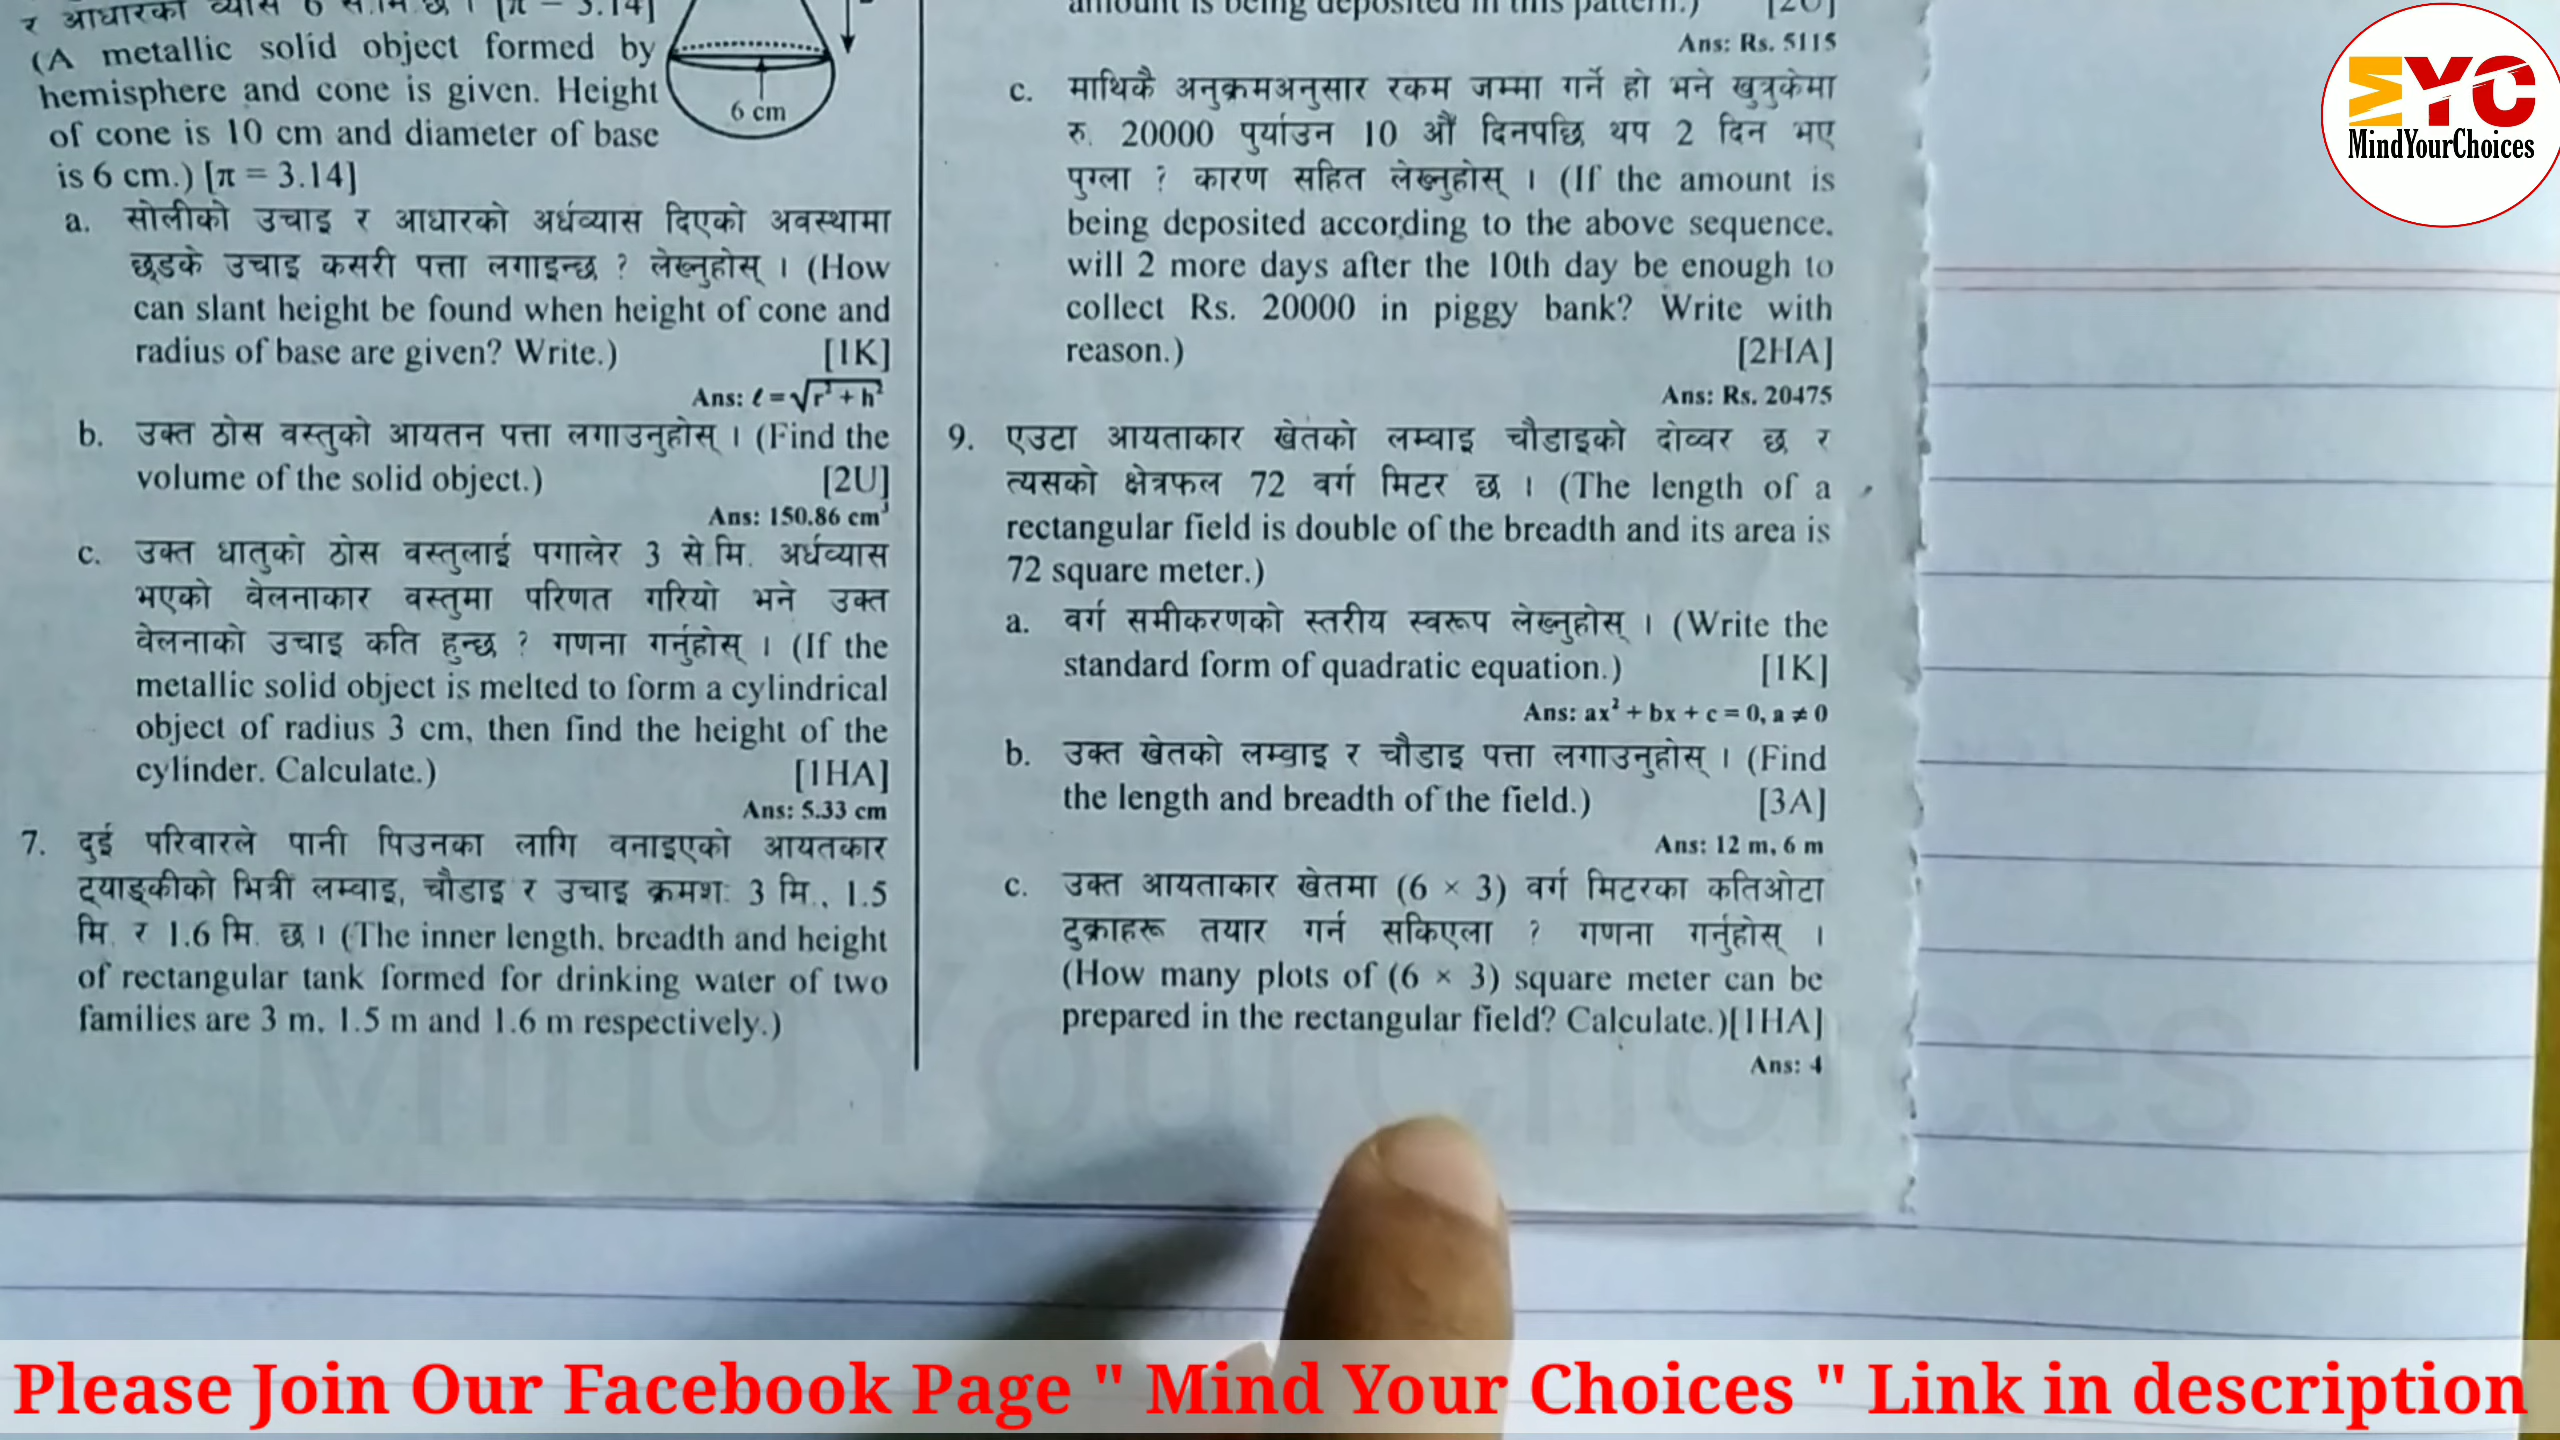 र आधारको व्यास 6 से.मि छ । [π = 3.14]
(A metallic solid object formed by
hemisphere and cone is given. Height
of cone is 10 cm and diameter of base
is 6 cm.) [π = 3.14]
6 cm
a. सोलीको उचाइ र आधारको अर्धव्यास दिएको अवस्थामा
छड्के उचाइ कसरी पत्ता लगाइन्छ ? लेख्नुहोस् । (How
can slant height be found when height of cone and
radius of base are given? Write.) [1K]
Ans: ℓ = √r² + h²
b. उक्त ठोस वस्तुको आयतन पत्ता लगाउनुहोस् । (Find the
volume of the solid object.) [2U]
Ans: 150.86 cm³
c. उक्त धातुको ठोस वस्तुलाई पगालेर 3 से.मि. अर्धव्यास
भएको वेलनाकार वस्तुमा परिणत गरियो भने उक्त
वेलनाको उचाइ कति हुन्छ ? गणना गर्नुहोस् । (If the
metallic solid object is melted to form a cylindrical
object of radius 3 cm, then find the height of the
cylinder. Calculate.) [1HA]
Ans: 5.33 cm
7. दुई परिवारले पानी पिउनका लागि वनाइएको आयतकार
ट्याङ्कीको भित्री लम्वाइ, चौडाइ र उचाइ क्रमशः 3 मि., 1.5
मि. र 1.6 मि. छ । (The inner length, breadth and height
of rectangular tank formed for drinking water of two
families are 3 m, 1.5 m and 1.6 m respectively.)
amount is being deposited in this pattern.) [2U]
Ans: Rs. 5115
c. माथिकै अनुक्रमअनुसार रकम जम्मा गर्ने हो भने खुत्रुकेमा
रु. 20000 पुर्याउन 10 औं दिनपछि थप 2 दिन भए
पुग्ला ? कारण सहित लेख्नुहोस् । (If the amount is
being deposited according to the above sequence,
will 2 more days after the 10th day be enough to
collect Rs. 20000 in piggy bank? Write with
reason.) [2HA]
Ans: Rs. 20475
9. एउटा आयताकार खेतको लम्वाइ चौडाइको दोव्वर छ र
त्यसको क्षेत्रफल 72 वर्ग मिटर छ । (The length of a
rectangular field is double of the breadth and its area is
72 square meter.)
a. वर्ग समीकरणको स्तरीय स्वरूप लेख्नुहोस् । (Write the
standard form of quadratic equation.) [1K]
Ans: ax² + bx + c = 0, a ≠ 0
b. उक्त खेतको लम्वाइ र चौडाइ पत्ता लगाउनुहोस् । (Find
the length and breadth of the field.) [3A]
Ans: 12 m, 6 m
c. उक्त आयताकार खेतमा (6 × 3) वर्ग मिटरका कतिओटा
टुक्राहरू तयार गर्न सकिएला ? गणना गर्नुहोस् ।
(How many plots of (6 × 3) square meter can be
prepared in the rectangular field? Calculate.)[1HA]
Ans: 4
MYC
MindYourChoices
MindYourChoices
Please Join Our Facebook Page " Mind Your Choices " Link in description